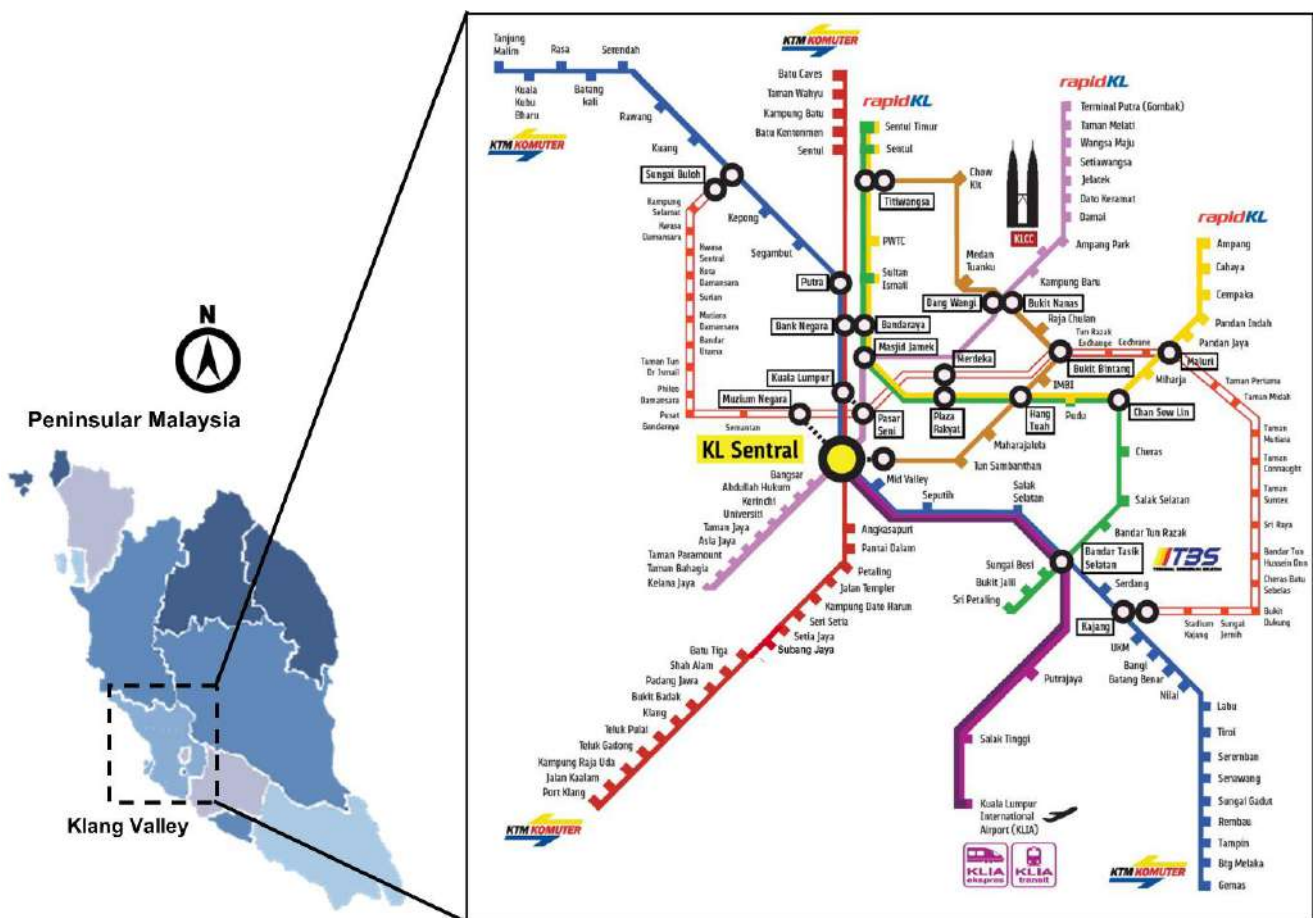 N
Peninsular Malaysia
Klang Valley
KTM KOMUTER
Tanjung
Malim
Rasa
Serendah
Kuala
Kubu
Bharu
Batang
kali
Rawang
KTM KOMUTER
Kuang
Sungai Buloh
Kepong
Segambut
Putra
Bank Negara
Kuala Lumpur
Muzium Negara
KL Sentral
Batu Caves
Taman Wahyu
Kampung Batu
Batu Kentonmen
Sentul
rapidKL
Sentul Timur
Sentul
Titiwangsa
PWTC
Sultan
Ismail
Bandaraya
Masjid Jamek
Chow
Kit
Medan
Tuanku
KLCC
rapidKL
Terminal Putra (Gombak)
Taman Melati
Wangsa Maju
Setiawangsa
Jelatek
Dato Keramat
Damai
Ampang Park
Kampung Baru
Dang Wangi
Bukit Nanas
Raja Chulan
Tun Razak
Exchange
Cochrane
rapidKL
Ampang
Cahaya
Cempaka
Pandan Indah
Pandan Jaya
Maluri
Miharja
Merdeka
Bukit Bintang
IMBI
Pasar
Seni
Plaza
Rakyat
Hang
Tuah
Pudu
Chan Sow Lin
Maharajalela
Tun Sambanthan
Kampung
Selamat
Kwasa
Damansara
Kwasa
Sentral
Kota
Damansara
Surian
Mutiara
Damansara
Bandar
Utama
Taman Tun
Dr Ismail
Phileo
Damansara
Pusat
Bandaraya
Semantan
Taman Pertama
Taman Midah
Taman
Mutiara
Taman
Connaught
Taman
Suntex
Sri Raya
Bandar Tun
Hussein Onn
Cheras Batu
Sebelas
Bukit
Dukung
Sungai
Jernih
Stadium
Kajang
Cheras
Salak Selatan
Bandar Tun Razak
Bandar Tasik
Selatan
TBS
Sungai Besi
Bukit Jalil
Sri Petaling
Mid Valley
Seputih
Salak
Selatan
Serdang
Kajang
UKM
Bangi
Batang Benar
Nilai
Labu
Tiroi
Seremban
Senawang
Sungai Gadut
Rembau
Tampin
Btg Melaka
Gemas
KTM KOMUTER
Bangsar
Abdullah Hukum
Kerinchi
Universiti
Taman Jaya
Asia Jaya
Taman Paramount
Taman Bahagia
Kelana Jaya
Angkasapuri
Pantai Dalam
Petaling
Jalan Templer
Kampung Dato Harun
Seri Setia
Setia Jaya
Subang Jaya
Batu Tiga
Shah Alam
Padang Jawa
Bukit Badak
Klang
Teluk Pulai
Teluk Gadong
Kampung Raja Uda
Jalan Kaalam
Port Klang
KTM KOMUTER
Putrajaya
Salak Tinggi
Kuala Lumpur
International
Airport (KLIA)
KLIA
ekspres
KLIA
transit